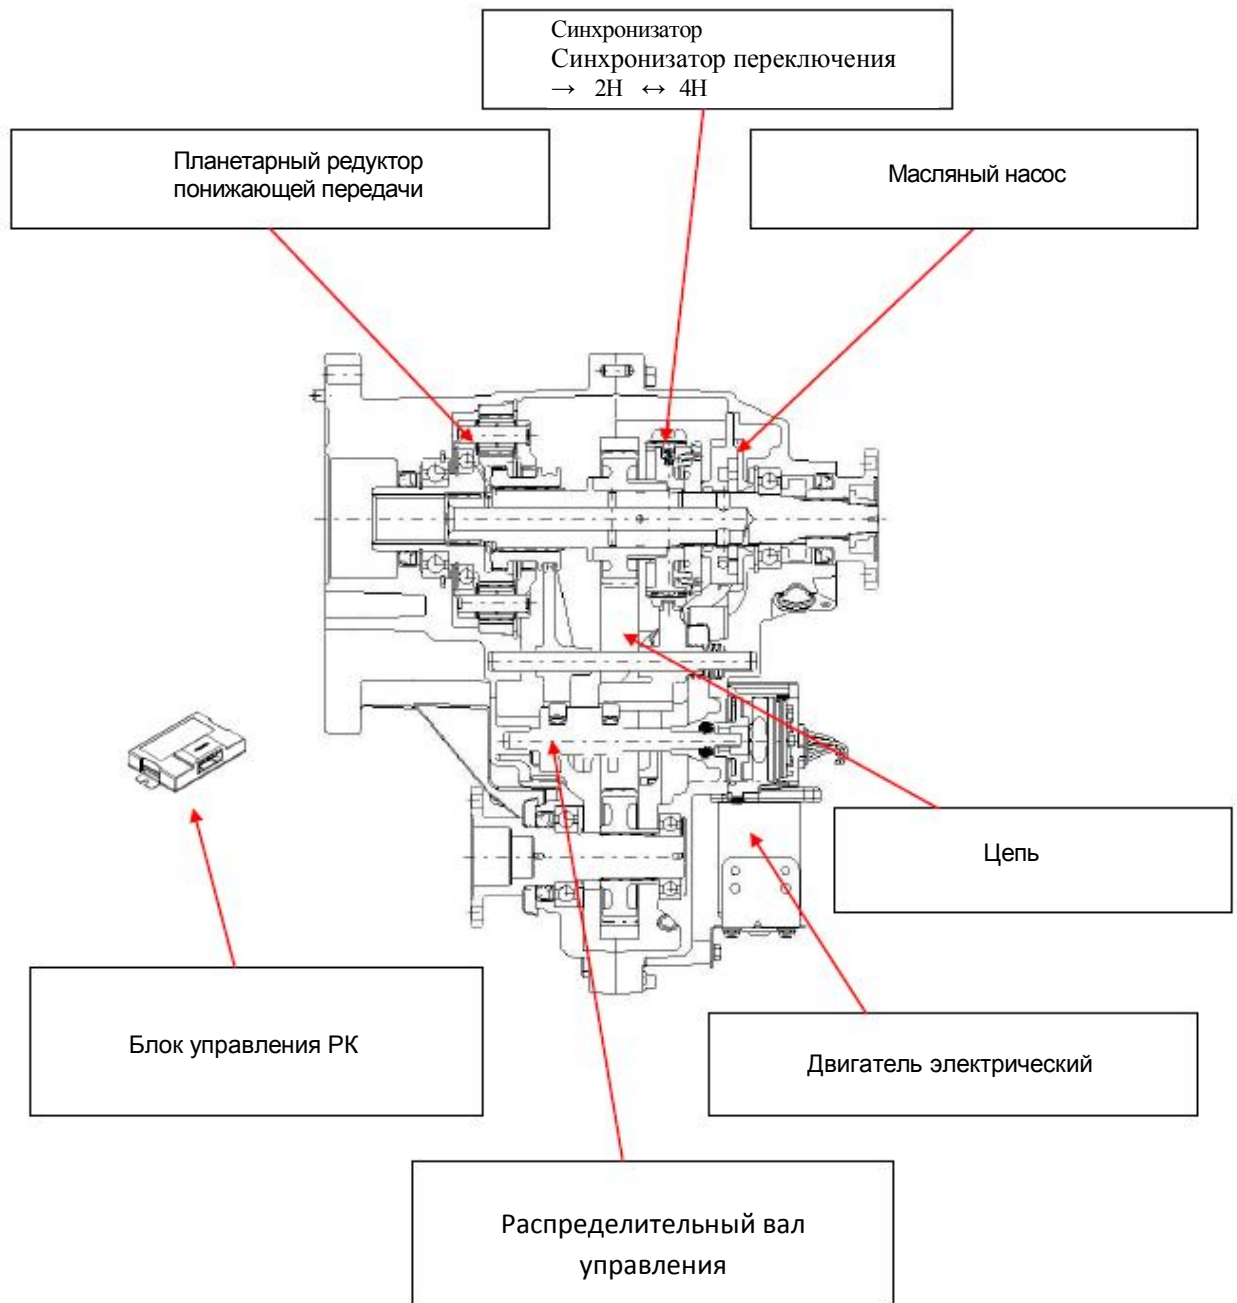 Синхронизатор
Синхронизатор переключения
→ 2H ↔ 4H
Планетарный редуктор
понижающей передачи
Масляный насос
Цепь
Блок управления РК
Двигатель электрический
Распределительный вал
управления